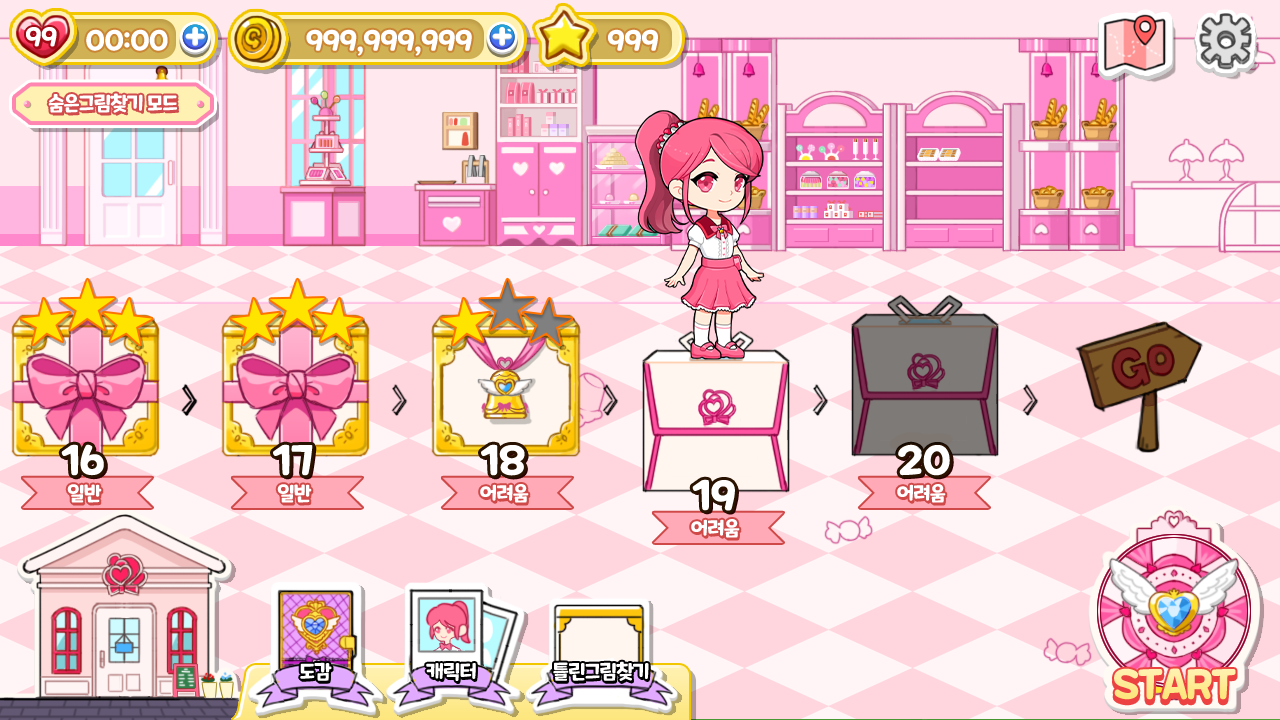 99
00:00
999,999,999
999
숨은그림찾기 모드
16
일반
17
일반
18
어려움
19
어려움
20
어려움
GO
도감
캐릭터
틀린그림찾기
START